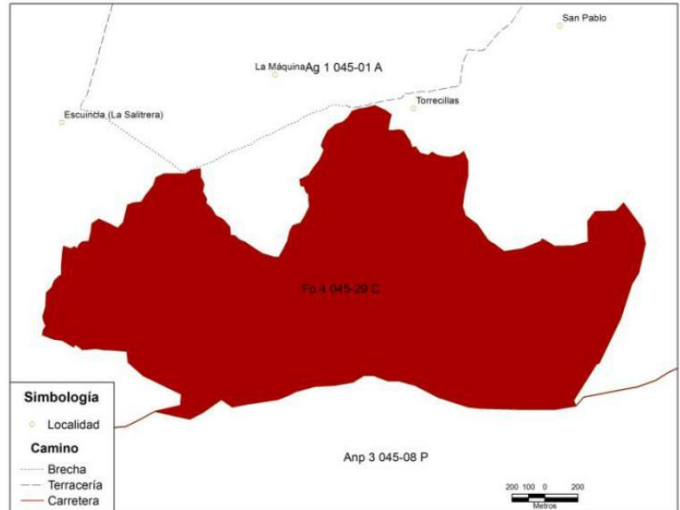 San Pablo
La Máquina
Ag 1 045-01 A
Torrecillas
Escuincla (La Salitrera)
Fo 4 045-29 C
Simbología
Localidad
Camino
Brecha
Terracería
Carretera
Anp 3 045-08 P
200 100 0 200
Metros